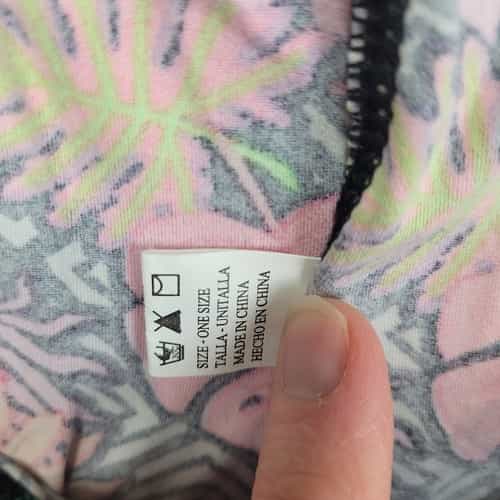 SIZE - ONE SIZE
TALLA - UNITALLA
MADE IN CHINA
HECHO EN CHINA